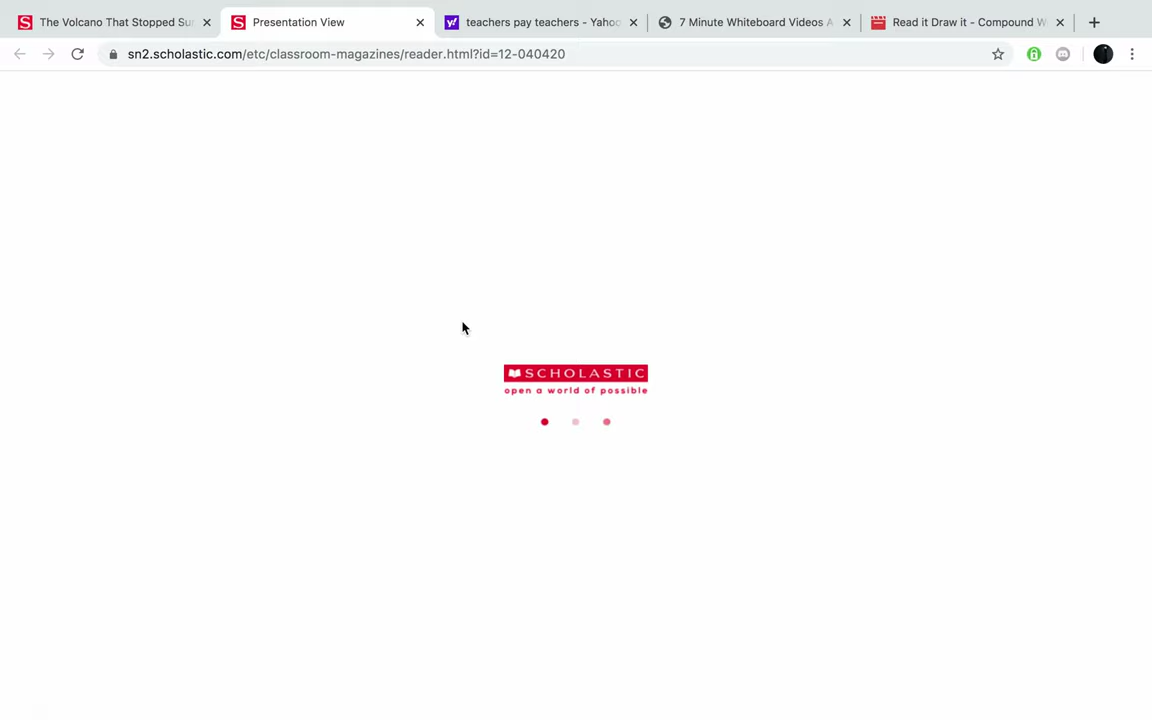 The Volcano That Stopped Su
Presentation View
teachers pay teachers - Yahoo
7 Minute Whiteboard Videos A
Read it Draw it - Compound W
sn2.scholastic.com/etc/classroom-magazines/reader.html?id=12-040420
SCHOLASTIC
open a world of possible